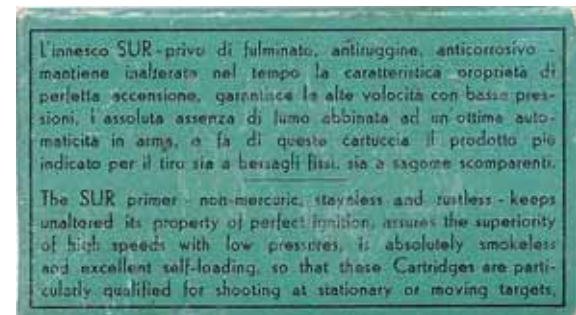 L'innesco SUR - privo di fulminato, antiruggine, anticorrosivo -
mantiene inalterata nel tempo la caratteristica proprietà di
perfetta accensione, garantisce le alte velocità con basse pres-
sioni, l'assoluta assenza di fumo abbinata ad un ottima auto-
maticità in arma, e fa di questa cartuccia il prodotto più
indicato per il tiro sia a bersagli fissi, sia a sagome scomparenti.
The SUR primer - non-mercuric, stainless and rustless - keeps
unaltered its property of perfect ignition, assures the superiority
of high speeds with low pressures, is absolutely smokeless
and excellent self-loading, so that these Cartridges are parti-
cularly qualified for shooting at stationary or moving targets,